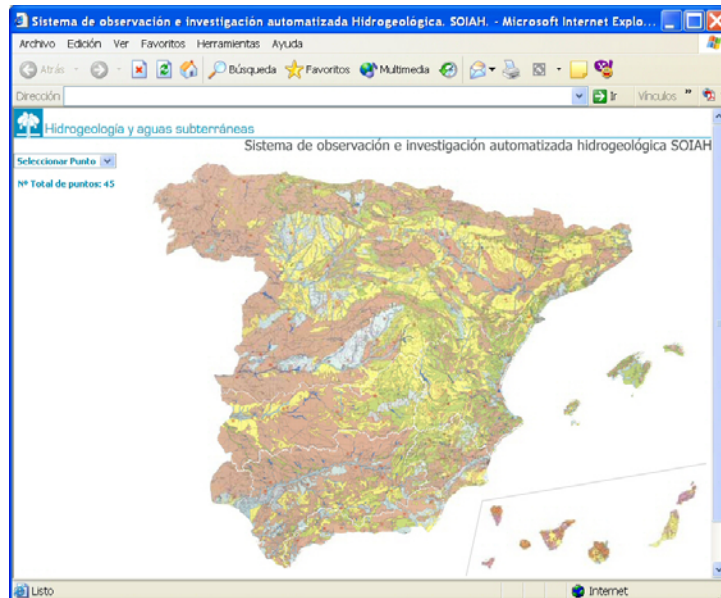 Sistema de observación e investigación automatizada Hidrogeológica. SOIAH. - Microsoft Internet Explo...
Archivo Edición Ver Favoritos Herramientas Ayuda
Atrás Búsqueda Favoritos Multimedia
Dirección Ir Vínculos »
Hidrogeología y aguas subterráneas
Sistema de observación e investigación automatizada hidrogeológica SOIAH
Seleccionar Punto
Nº Total de puntos: 45
Listo Internet